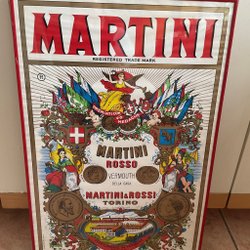 MARTINI
REGISTERED TRADE MARK
®
MARTINI
ROSSO
VERMOUTH
MARTINI & ROSSI
TORINO